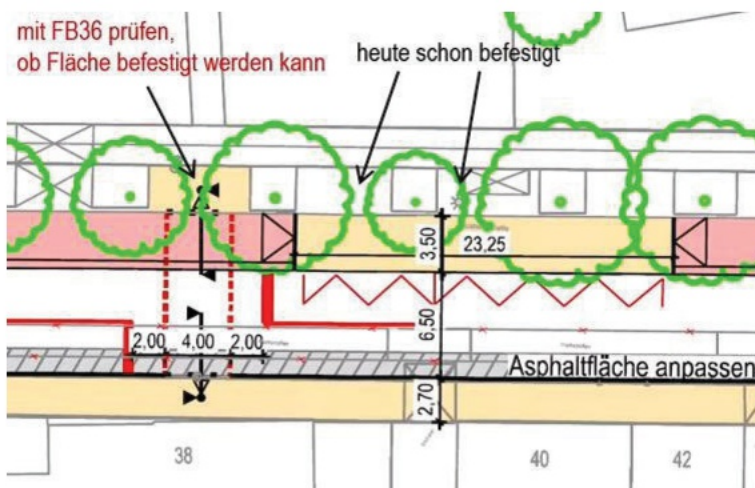 mit FB36 prüfen,
ob Fläche befestigt werden kann
heute schon befestigt
3,50
23,25
6,50
2,00 4,00 2,00
Asphaltfläche anpassen
2,70
38
40
42